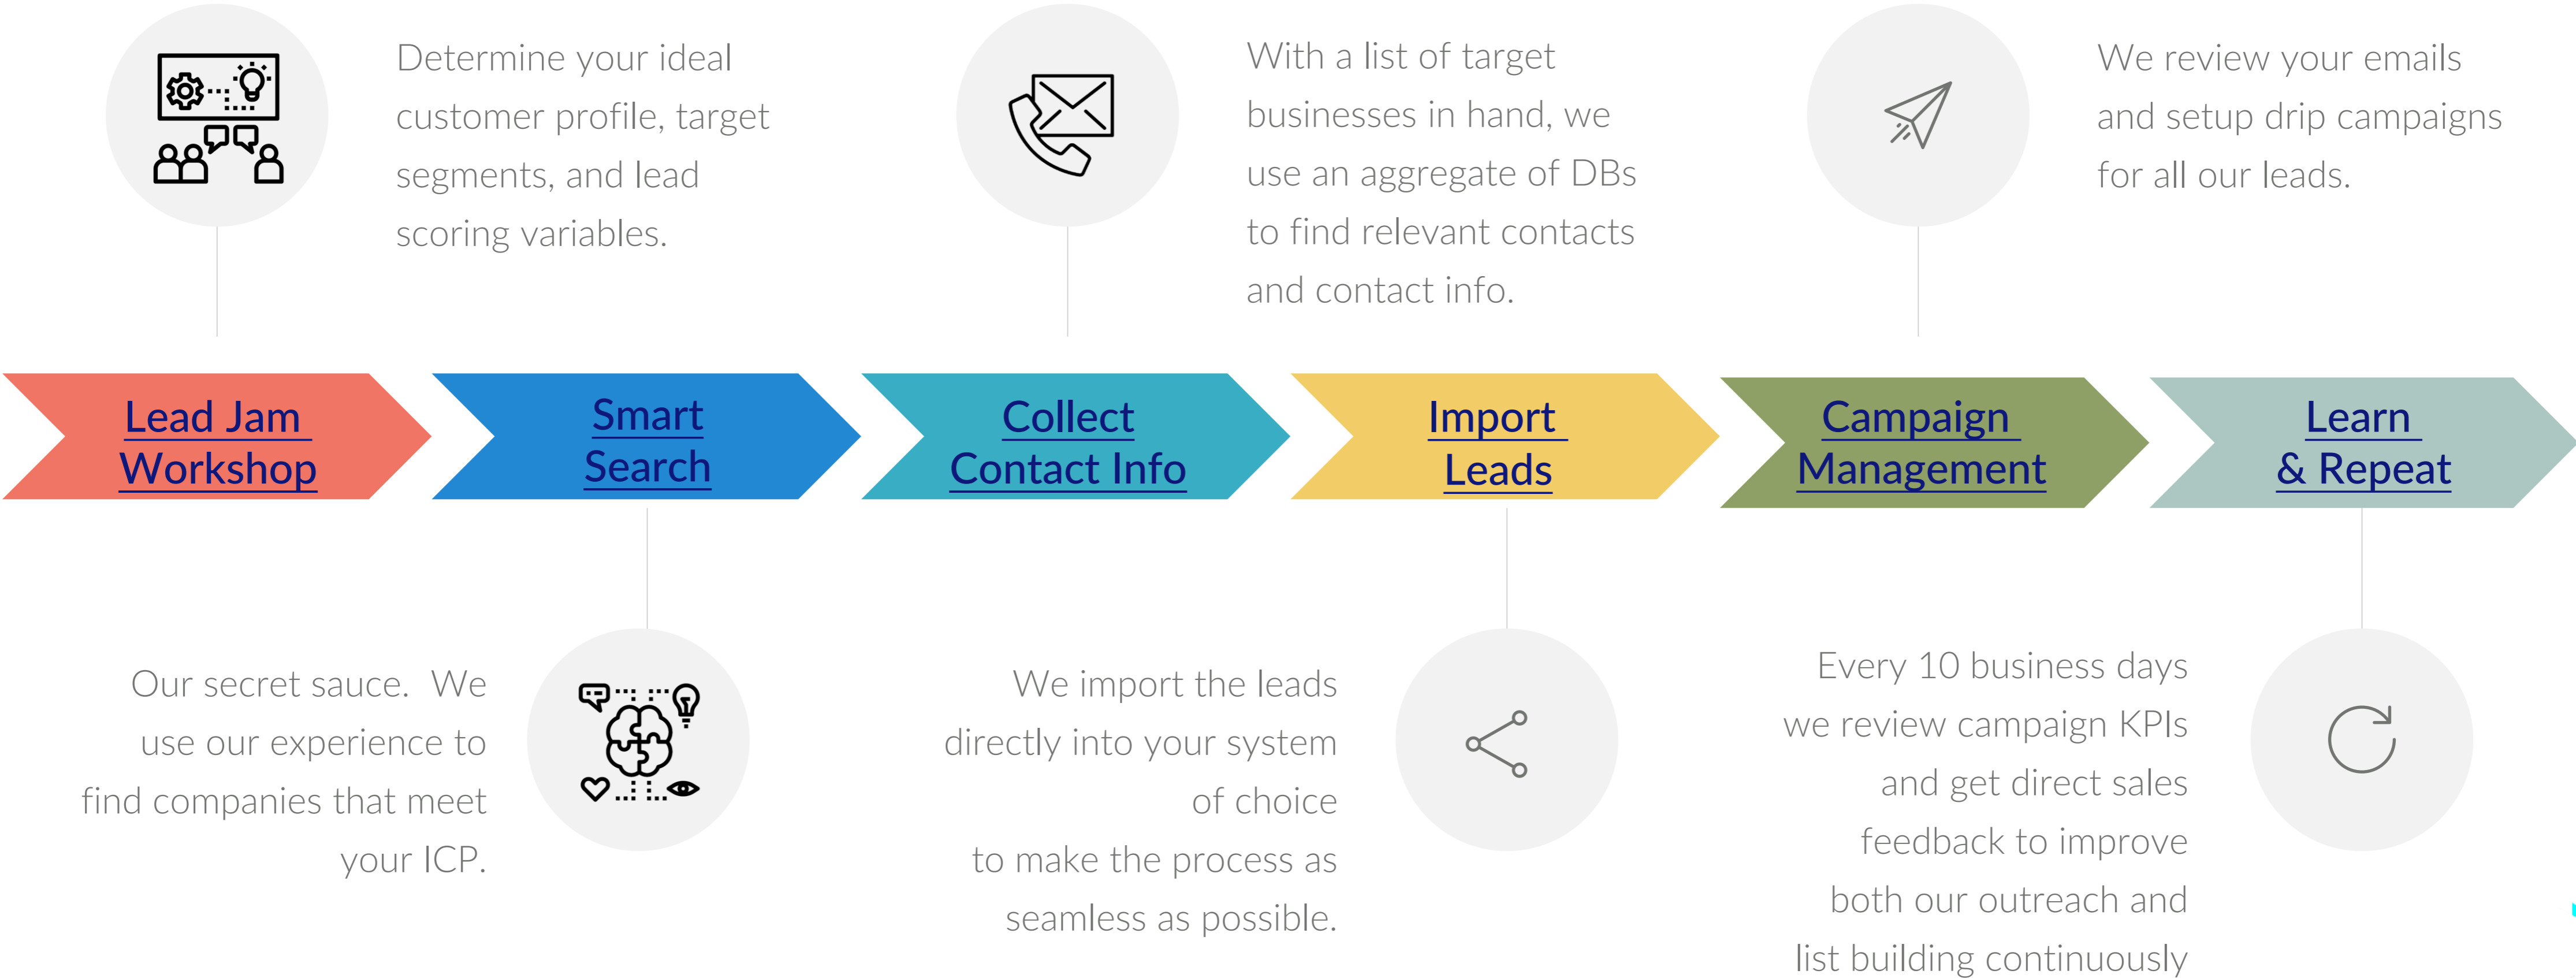 Determine your ideal
customer profile, target
segments, and lead
scoring variables.
With a list of target
businesses in hand, we
use an aggregate of DBs
to find relevant contacts
and contact info.
We review your emails
and setup drip campaigns
for all our leads.
Lead Jam
Workshop
Smart
Search
Collect
Contact Info
Import
Leads
Campaign
Management
Learn
& Repeat
Our secret sauce. We
use our experience to
find companies that meet
your ICP.
We import the leads
directly into your system
of choice
to make the process as
seamless as possible.
Every 10 business days
we review campaign KPIs
and get direct sales
feedback to improve
both our outreach and
list building continuously